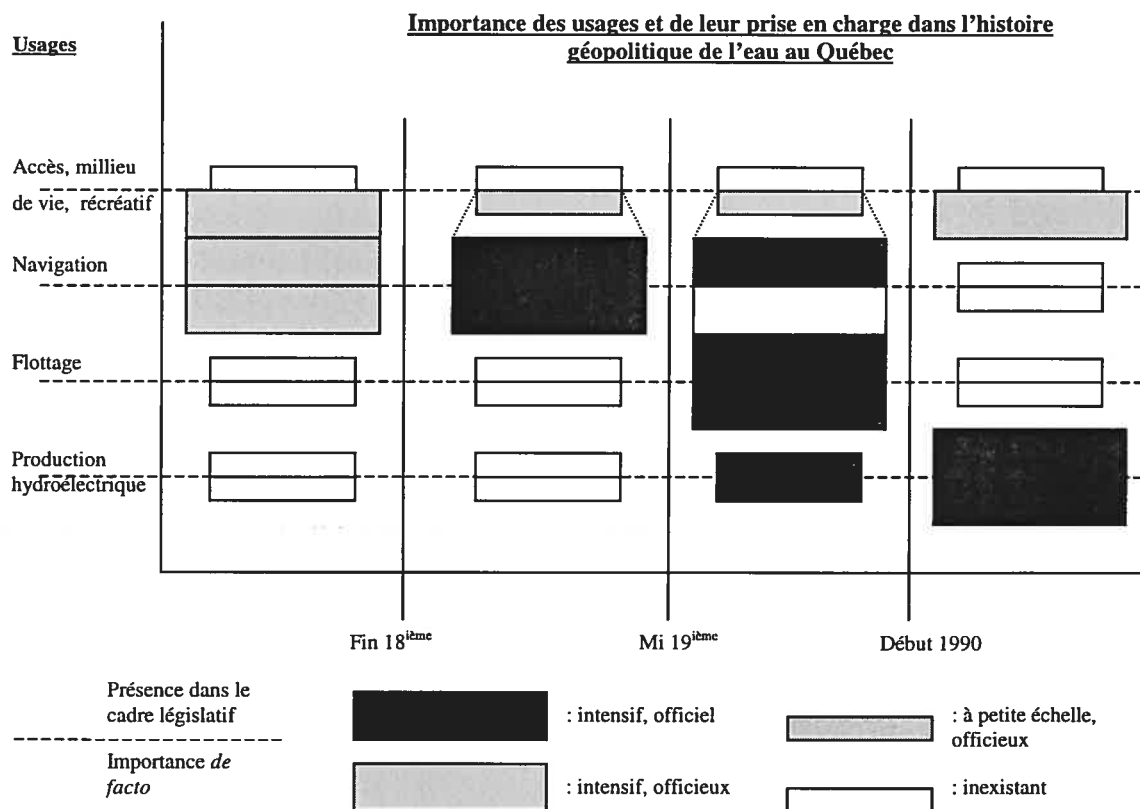 Importance des usages et de leur prise en charge dans l'histoire
géopolitique de l'eau au Québec
Usages
Accès, millieu
de vie, récréatif
Navigation
Flottage
Production
hydroélectrique
Fin 18ième
Mi 19ième
Début 1990
Présence dans le
cadre législatif
Importance de
facto
: intensif, officiel
: intensif, officieux
: à petite échelle,
officieux
: inexistant